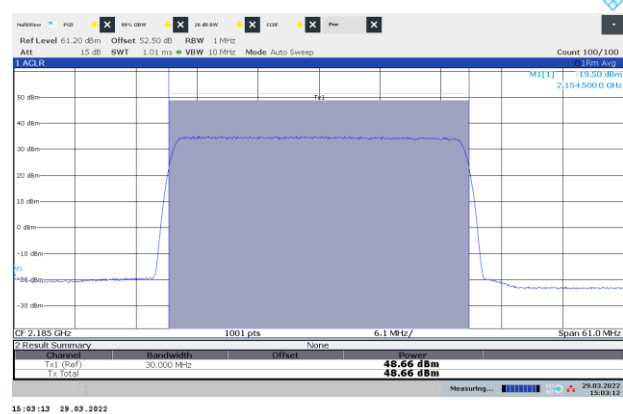 MultiView PSD 99% OBW 26 dB BW CCDF Pwr
Ref Level 61.20 dBm Offset 52.50 dB RBW 1 MHz
Att 15 dB SWT 1.01 ms VBW 10 MHz Mode Auto Sweep Count 100/100
1 ACLR 1Rm Avg
M1[1] -19.50 dBm
2.1545000 GHz
Tx1
50 dBm
40 dBm
30 dBm
20 dBm
10 dBm
0 dBm
-10 dBm
M1
-20 dBm
-30 dBm
CF 2.185 GHz 1001 pts 6.1 MHz/ Span 61.0 MHz
2 Result Summary None
Channel Bandwidth Offset Power
Tx1 (Ref) 30.000 MHz 48.66 dBm
Tx Total 48.66 dBm
Measuring... 29.03.2022
15:03:12
15:03:13 29.03.2022